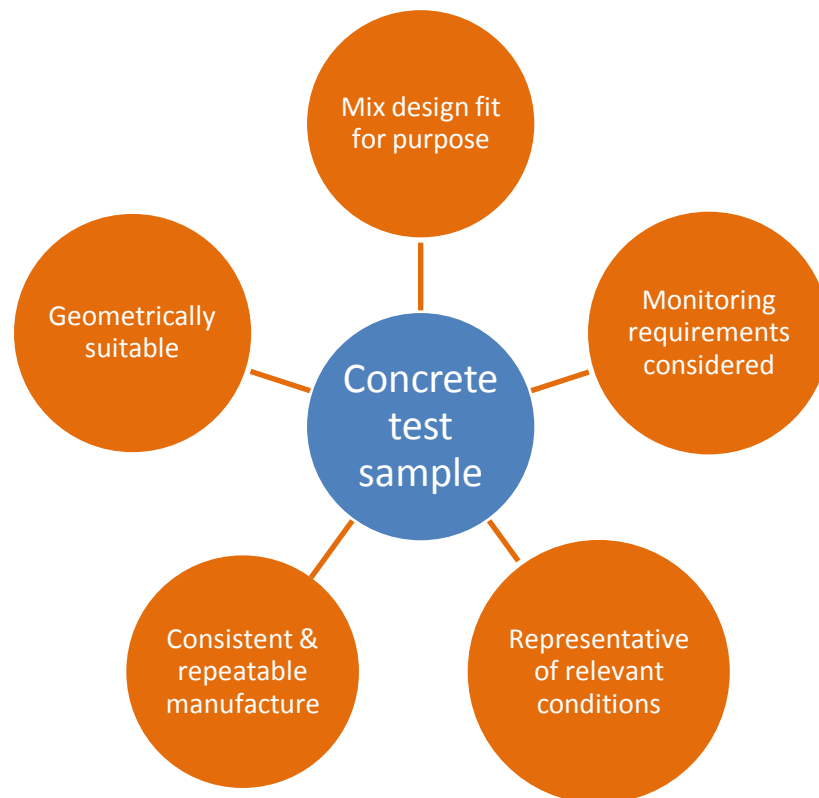 Mix design fit
for purpose
Geometrically
suitable
Monitoring
requirements
considered
Concrete
test
sample
Consistent &
repeatable
manufacture
Representative
of relevant
conditions